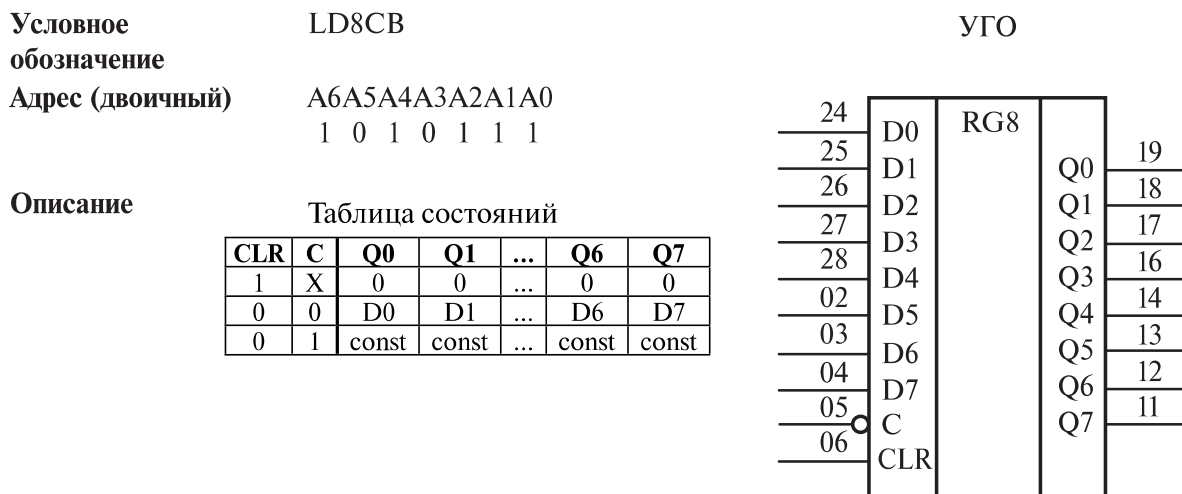 Условное обозначение
LD8CB
Адрес (двоичный)
A6A5A4A3A2A1A0
1 0 1 0 1 1 1
Описание
Таблица состояний
CLR C Q0 Q1 ... Q6 Q7
1 X 0 0 ... 0 0
0 0 D0 D1 ... D6 D7
0 1 const const ... const const
УГО
RG8
24 D0
25 D1
26 D2
27 D3
28 D4
02 D5
03 D6
04 D7
05 C
06 CLR
Q0 19
Q1 18
Q2 17
Q3 16
Q4 14
Q5 13
Q6 12
Q7 11